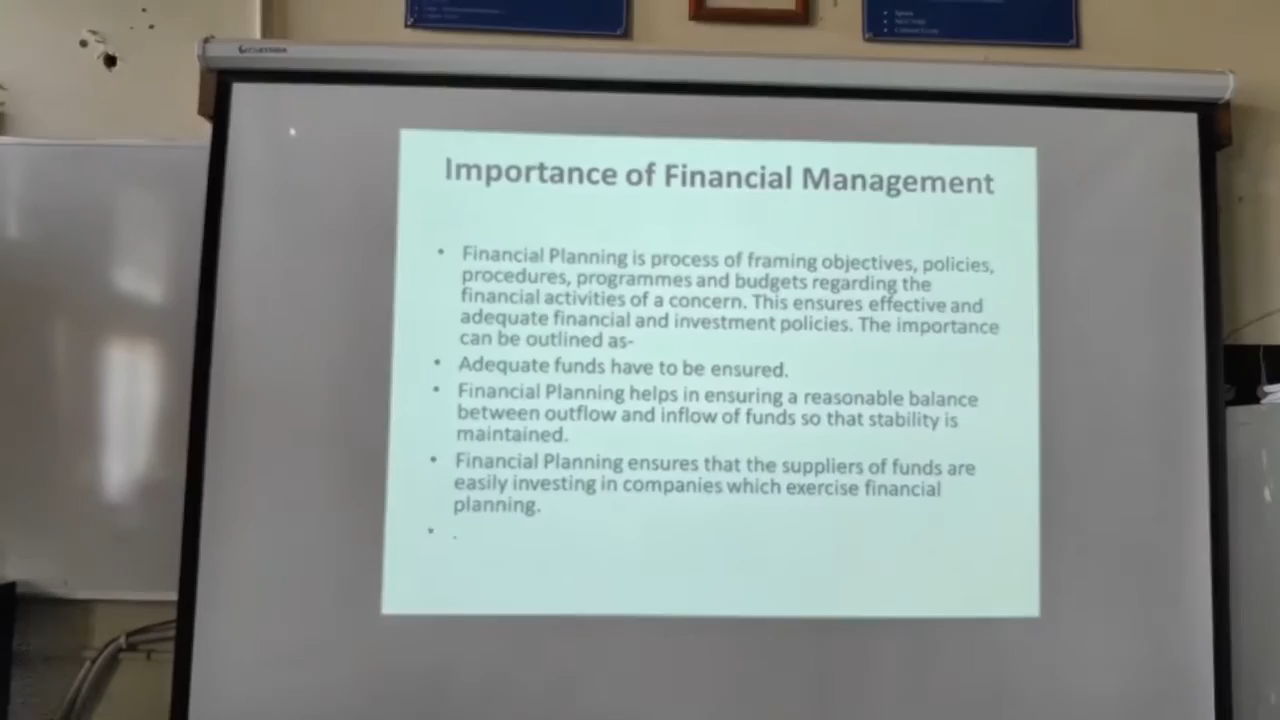 Importance of Financial Management
• Financial Planning is process of framing objectives, policies,
procedures, programmes and budgets regarding the
financial activities of a concern. This ensures effective and
adequate financial and investment policies. The importance
can be outlined as-
• Adequate funds have to be ensured.
• Financial Planning helps in ensuring a reasonable balance
between outflow and inflow of funds so that stability is
maintained.
• Financial Planning ensures that the suppliers of funds are
easily investing in companies which exercise financial
planning.
• .